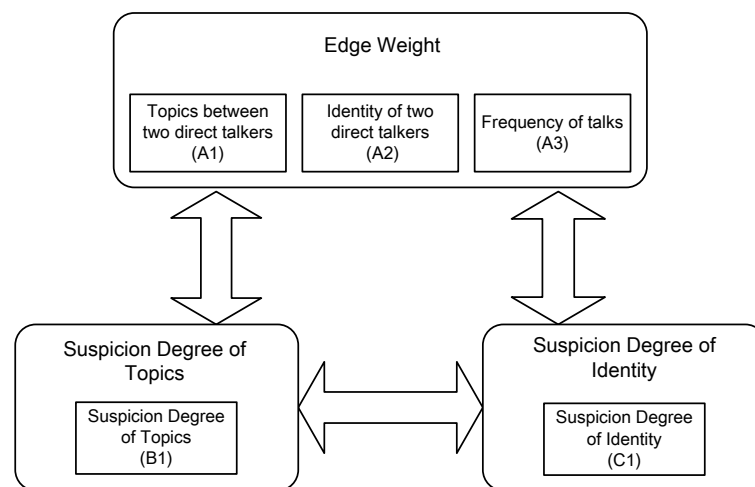 Edge Weight
Topics between
two direct talkers
(A1)
Identity of two
direct talkers
(A2)
Frequency of talks
(A3)
Suspicion Degree of
Topics
Suspicion Degree
of Topics
(B1)
Suspicion Degree of
Identity
Suspicion Degree
of Identity
(C1)